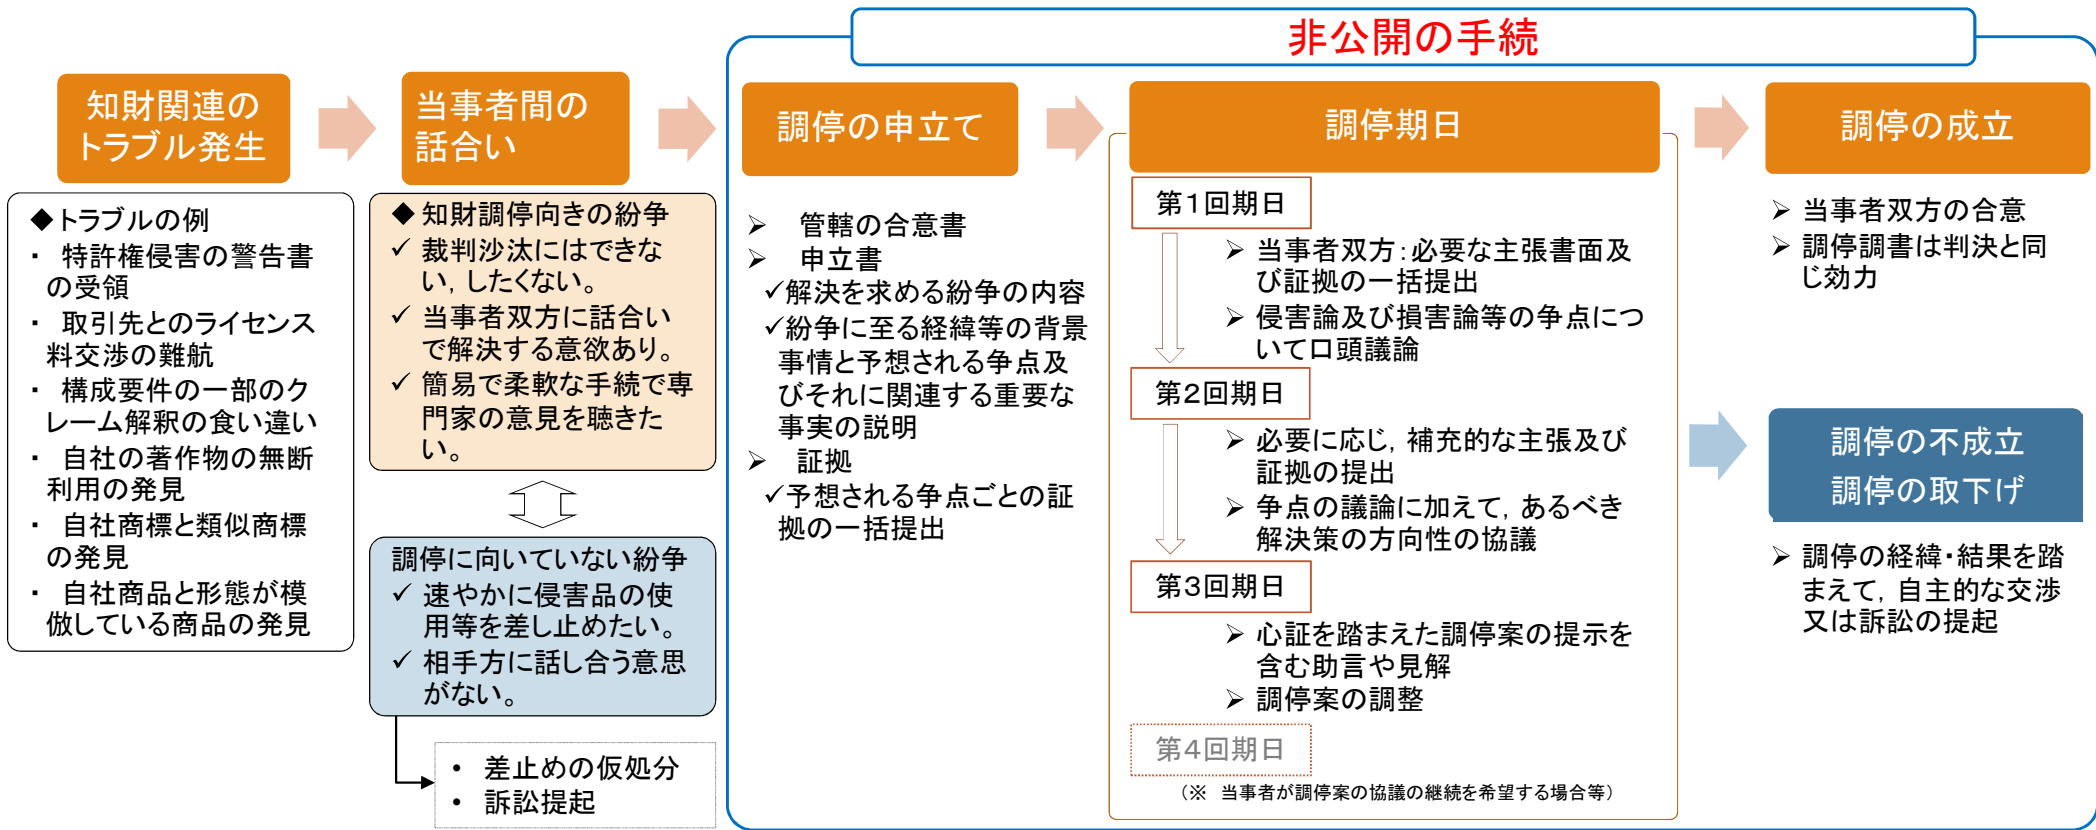 非公開の手続
知財関連の
トラブル発生
◆トラブルの例
・ 特許権侵害の警告書
の受領
・ 取引先とのライセンス
料交渉の難航
・ 構成要件の一部のク
レーム解釈の食い違い
・ 自社の著作物の無断
利用の発見
・ 自社商標と類似商標
の発見
・ 自社商品と形態が模
倣している商品の発見
当事者間の
話合い
◆ 知財調停向きの紛争
✓ 裁判沙汰にはできな
い，したくない。
✓ 当事者双方に話合い
で解決する意欲あり。
✓ 簡易で柔軟な手続で専
門家の意見を聴きた
い。
調停に向いていない紛争
✓ 速やかに侵害品の使
用等を差し止めたい。
✓ 相手方に話し合う意思
がない。
• 差止めの仮処分
• 訴訟提起
調停の申立て
➢ 管轄の合意書
➢ 申立書
✓解決を求める紛争の内容
✓紛争に至る経緯等の背景
事情と予想される争点及
びそれに関連する重要な
事実の説明
➢ 証拠
✓予想される争点ごとの証
拠の一括提出
調停期日
第１回期日
➢ 当事者双方：必要な主張書面及
び証拠の一括提出
➢ 侵害論及び損害論等の争点につ
いて口頭議論
第２回期日
➢ 必要に応じ，補充的な主張及び
証拠の提出
➢ 争点の議論に加えて，あるべき
解決策の方向性の協議
第３回期日
➢ 心証を踏まえた調停案の提示を
含む助言や見解
➢ 調停案の調整
第４回期日
（※ 当事者が調停案の協議の継続を希望する場合等）
調停の成立
➢ 当事者双方の合意
➢ 調停調書は判決と同
じ効力
調停の不成立
調停の取下げ
➢ 調停の経緯・結果を踏
まえて，自主的な交渉
又は訴訟の提起